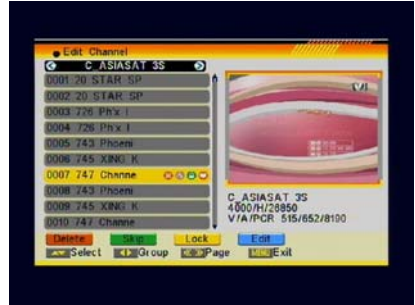 Edit Channel
C_ASIASAT 3S
0001 20 STAR SP
0002 20 STAR SP
0003 726 Ph'x I
0004 726 Ph'x I
0005 743 Phoeni
0006 745 XING K
0007 747 Channe
0008 743 Phoeni
0009 745 XING K
0010 747 Channe
C_ASIASAT 3S
4000/H/26850
V/A/PCR 515/652/8190
Delete Skip Lock Edit
Select Group Page Exit